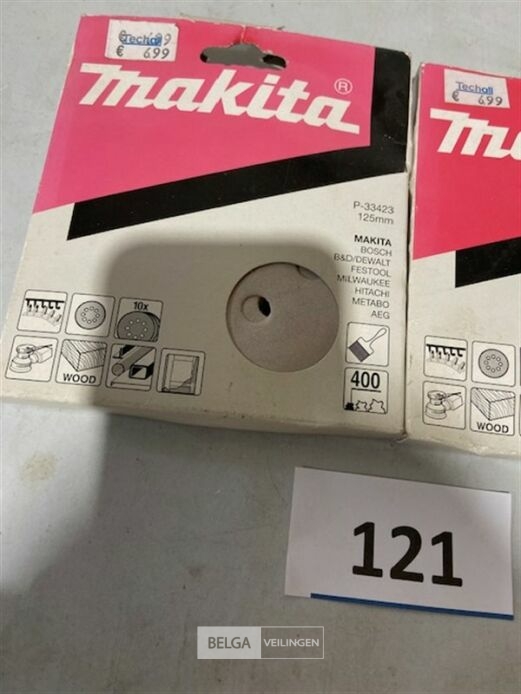 Techall
€ 6.99
makita®
P-33423
125mm
MAKITA
BOSCH
B&D/DEWALT
FESTOOL
MILWAUKEE
HITACHI
METABO
AEG
10x
WOOD
400
Techall
€ 6.99
m
WOOD
121
BELGA VEILINGEN